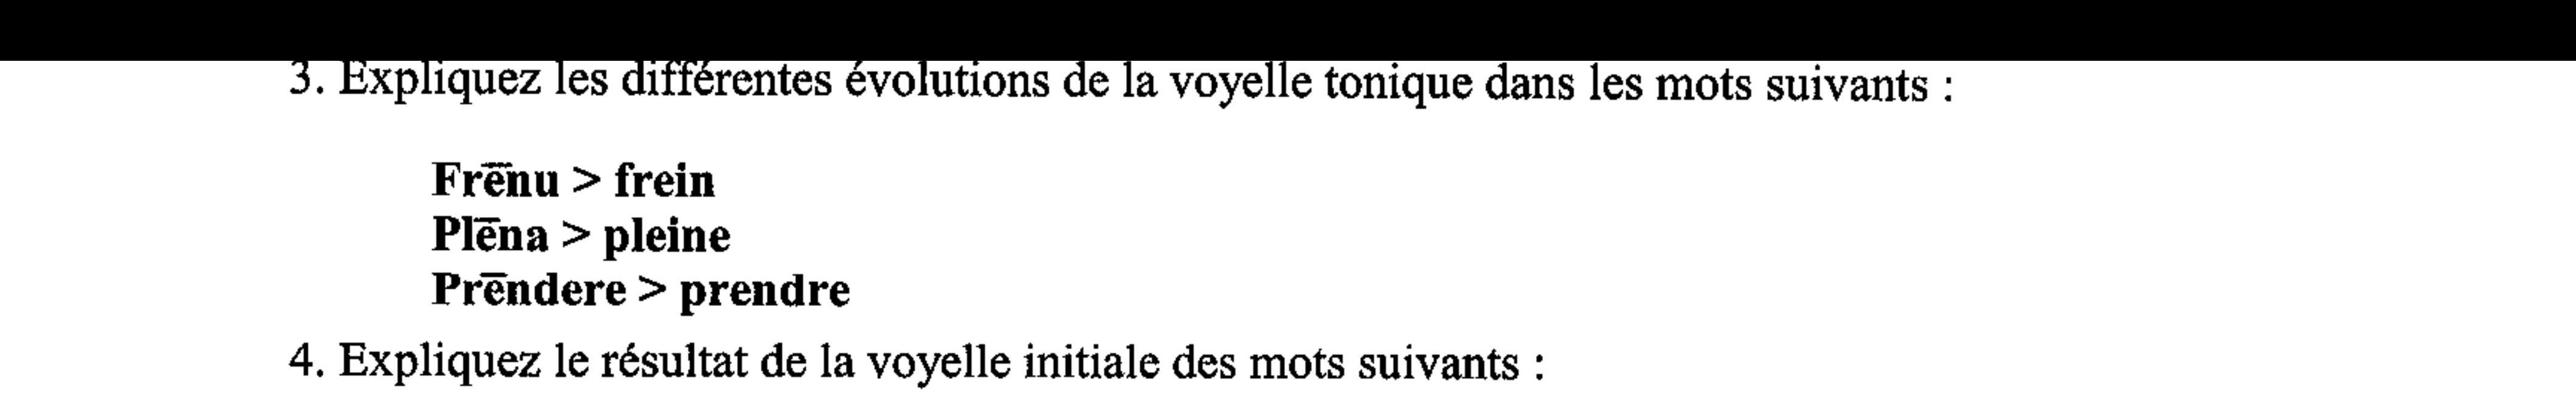 3. Expliquez les différentes évolutions de la voyelle tonique dans les mots suivants :
Frēnu > frein
Plēna > pleine
Prēndere > prendre
4. Expliquez le résultat de la voyelle initiale des mots suivants :